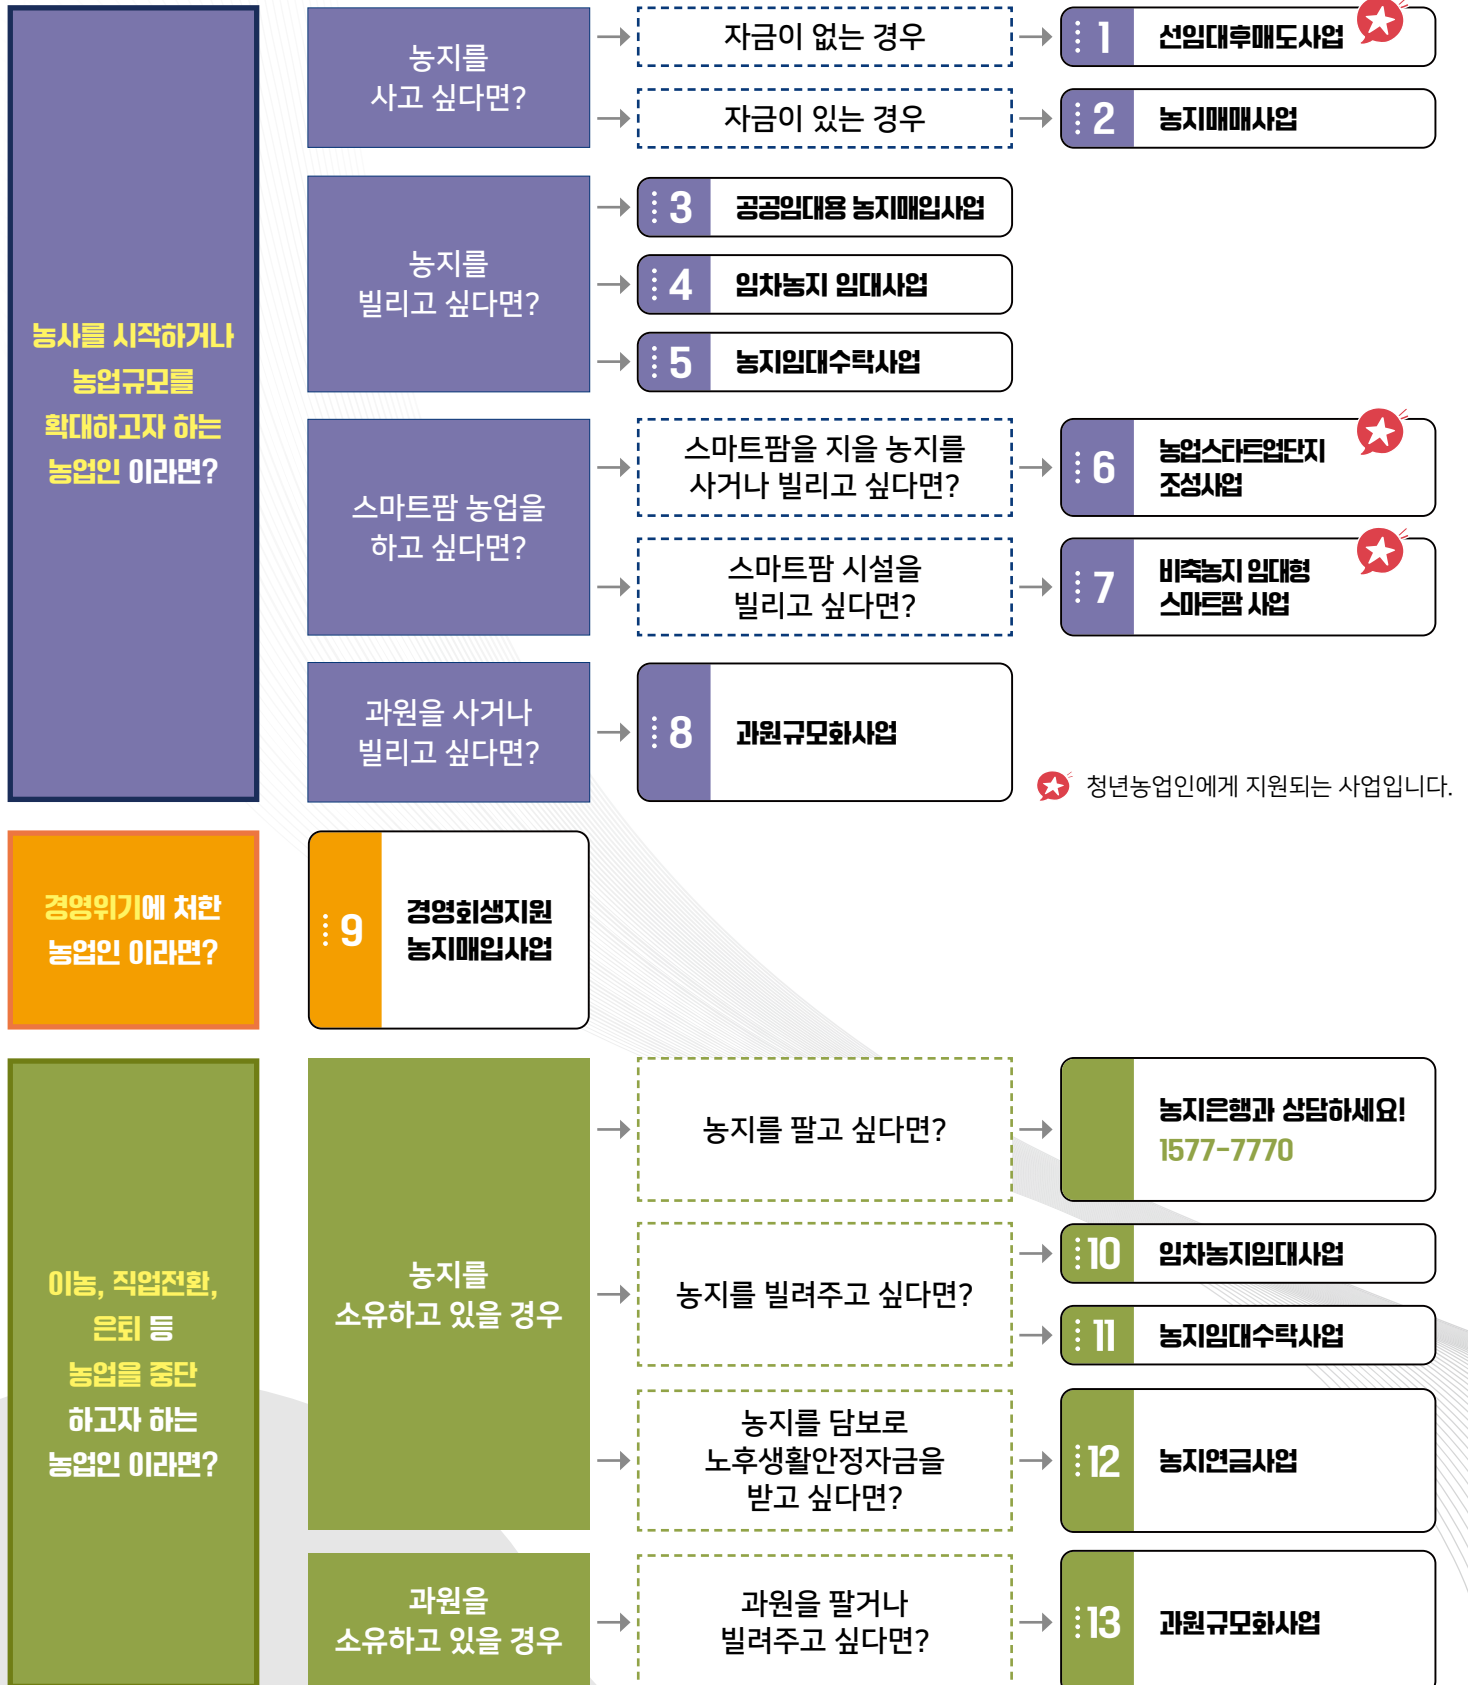 농사를 시작하거나
농업규모를
확대하고자 하는
농업인 이라면?
농지를
사고 싶다면?
자금이 없는 경우
1 선임대후매도사업
자금이 있는 경우
2 농지매매사업
농지를
빌리고 싶다면?
3 공공임대용 농지매입사업
4 임차농지 임대사업
5 농지임대수탁사업
스마트팜 농업을
하고 싶다면?
스마트팜을 지을 농지를
사거나 빌리고 싶다면?
6 농업스타트업단지
조성사업
스마트팜 시설을
빌리고 싶다면?
7 비축농지 임대형
스마트팜 사업
과원을 사거나
빌리고 싶다면?
8 과원규모화사업
청년농업인에게 지원되는 사업입니다.
경영위기에 처한
농업인 이라면?
9 경영회생지원
농지매입사업
이농, 직업전환,
은퇴 등
농업을 중단
하고자 하는
농업인 이라면?
농지를
소유하고 있을 경우
농지를 팔고 싶다면?
농지은행과 상담하세요!
1577-7770
농지를 빌려주고 싶다면?
10 임차농지임대사업
11 농지임대수탁사업
농지를 담보로
노후생활안정자금을
받고 싶다면?
12 농지연금사업
과원을
소유하고 있을 경우
과원을 팔거나
빌려주고 싶다면?
13 과원규모화사업